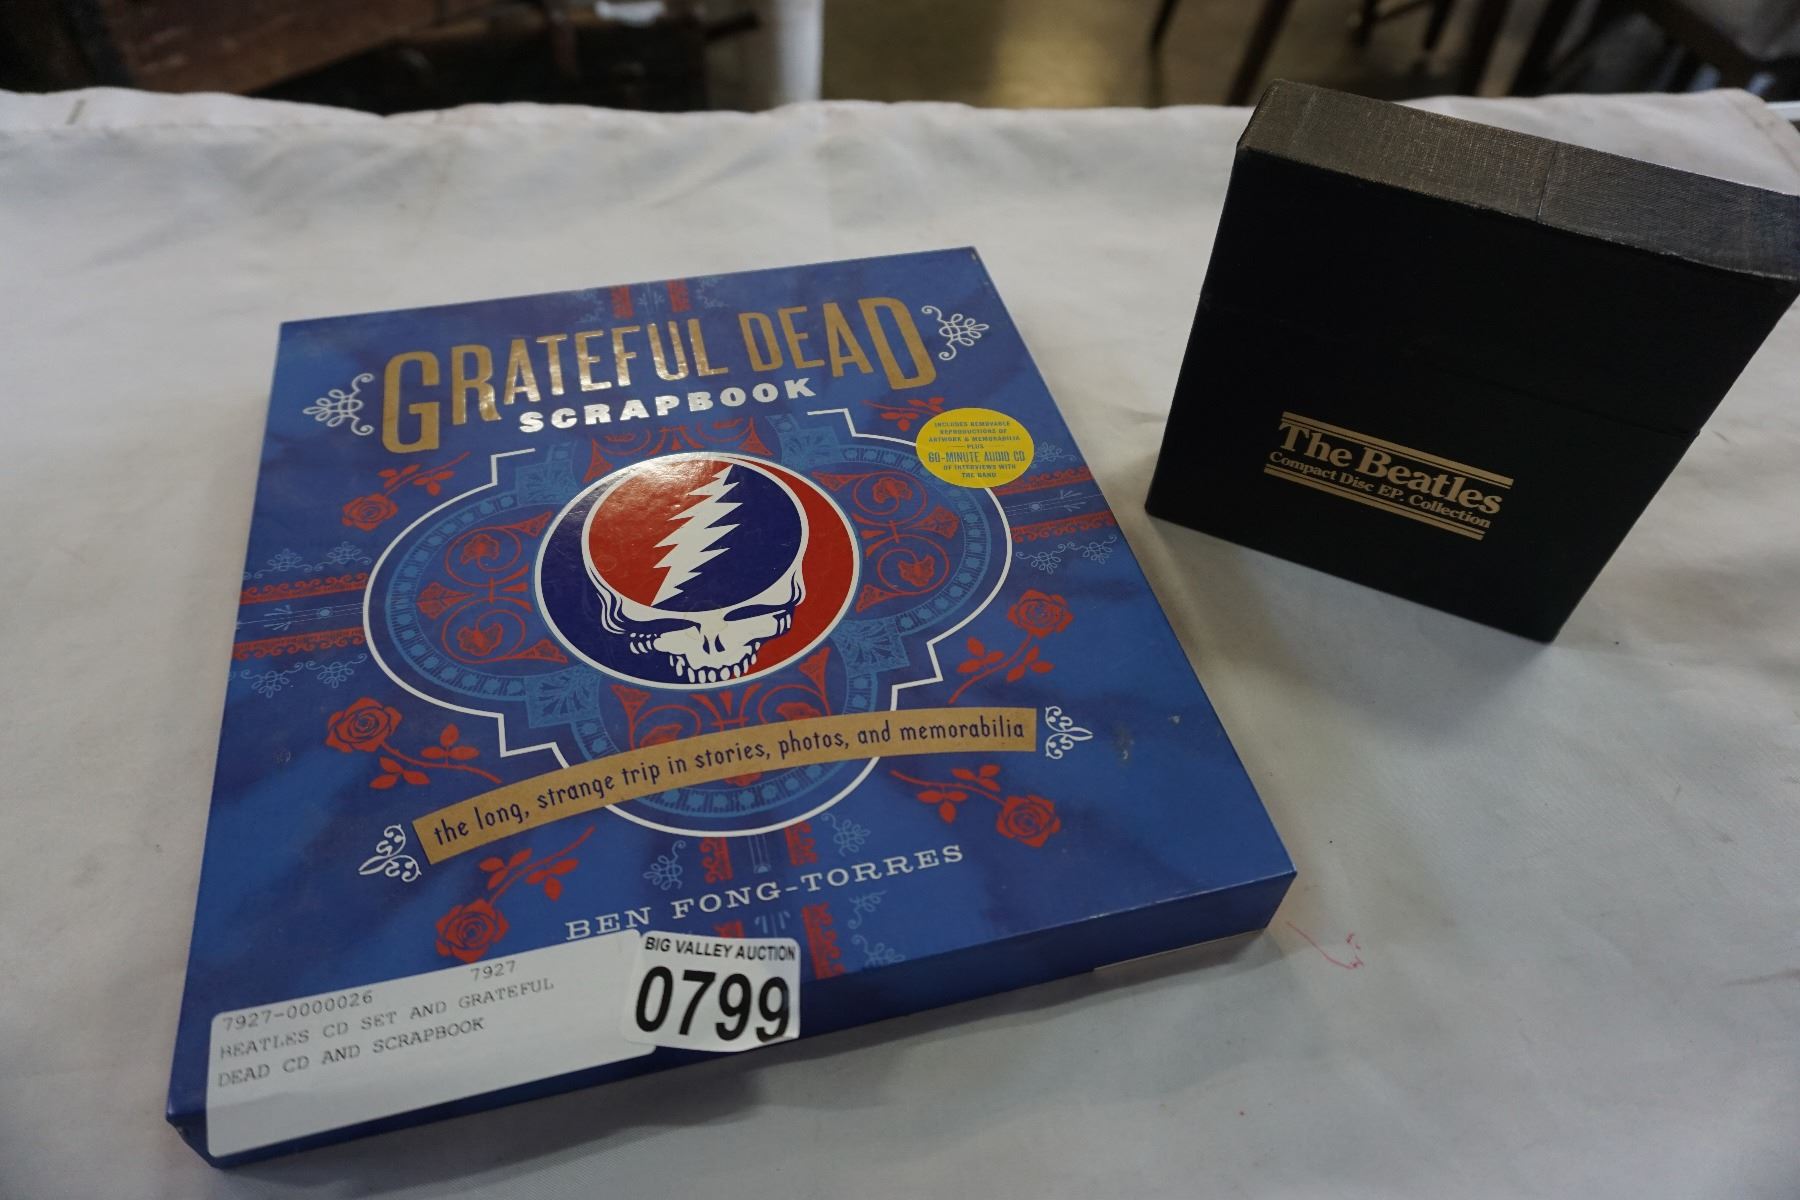 GRATEFUL DEAD
SCRAPBOOK
INCLUDES REMOVABLE
REPRODUCTIONS OF
ARTWORK & MEMORABILIA
PLUS
60-MINUTE AUDIO CD
OF INTERVIEWS WITH
THE BAND
the long, strange trip in stories, photos, and memorabilia
BEN FONG-TORRES
BIG VALLEY AUCTION
0799
7927-0000026 7927
BEATLES CD SET AND GRATEFUL
DEAD CD AND SCRAPBOOK
The Beatles
Compact Disc EP. Collection